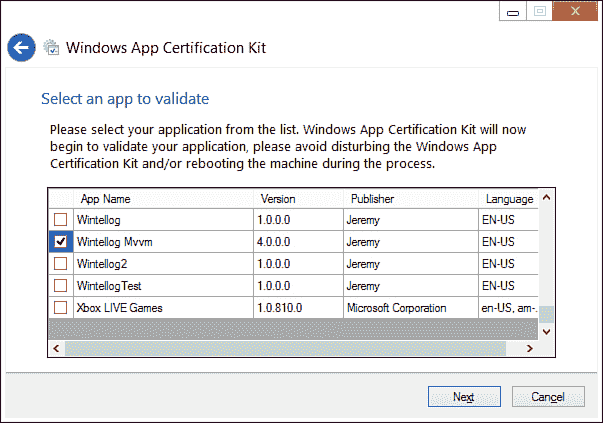 Windows App Certification Kit
Select an app to validate
Please select your application from the list. Windows App Certification Kit will now
begin to validate your application, please avoid disturbing the Windows App
Certification Kit and/or rebooting the machine during the process.
App Name Version Publisher Language
Wintellog 1.0.0.0 Jeremy EN-US
Wintellog Mvvm 4.0.0.0 Jeremy EN-US
Wintellog2 1.0.0.0 Jeremy EN-US
WintellogTest 1.0.0.0 Jeremy EN-US
Xbox LIVE Games 1.0.810.0 Microsoft Corporation en-US, am-.
Next Cancel